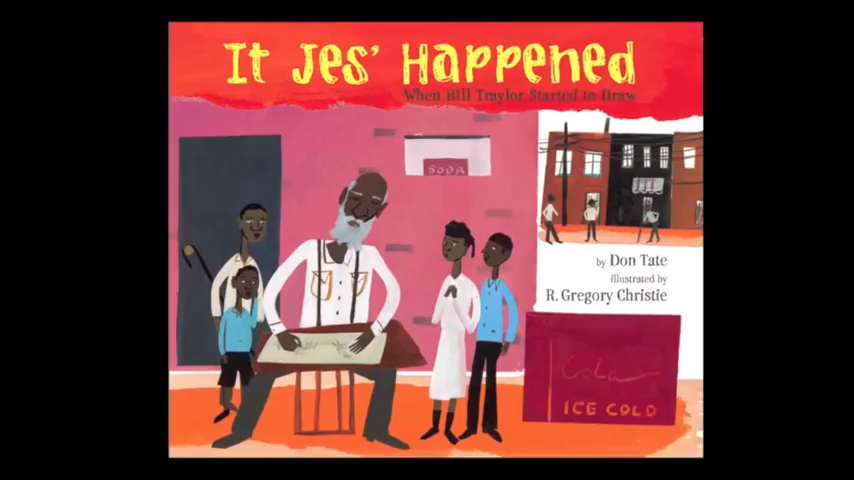 It Jes' Happened
When Bill Traylor Started to Draw
SODA
by Don Tate
illustrated by
R. Gregory Christie
Cola
ICE COLD